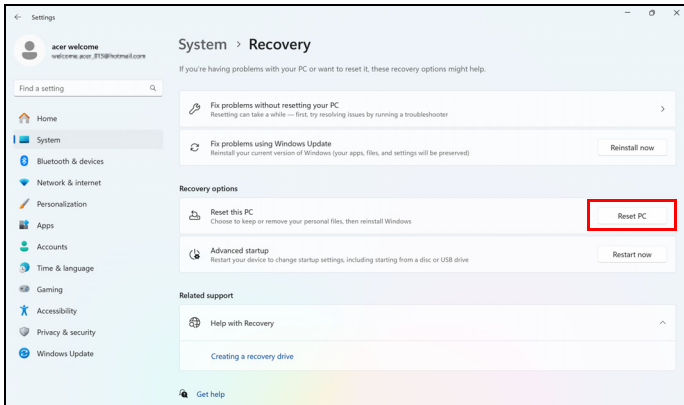 Settings
acer welcome
welcome.acer_815@hotmail.com
Find a setting
Home
System
Bluetooth & devices
Network & internet
Personalization
Apps
Accounts
Time & language
Gaming
Accessibility
Privacy & security
Windows Update
System > Recovery
If you're having problems with your PC or want to reset it, these recovery options might help.
Fix problems without resetting your PC
Resetting can take a while — first, try resolving issues by running a troubleshooter
Fix problems using Windows Update
Reinstall your current version of Windows (your apps, files, and settings will be preserved)
Reinstall now
Recovery options
Reset this PC
Choose to keep or remove your personal files, then reinstall Windows
Reset PC
Advanced startup
Restart your device to change startup settings, including starting from a disc or USB drive
Restart now
Related support
Help with Recovery
Creating a recovery drive
Get help